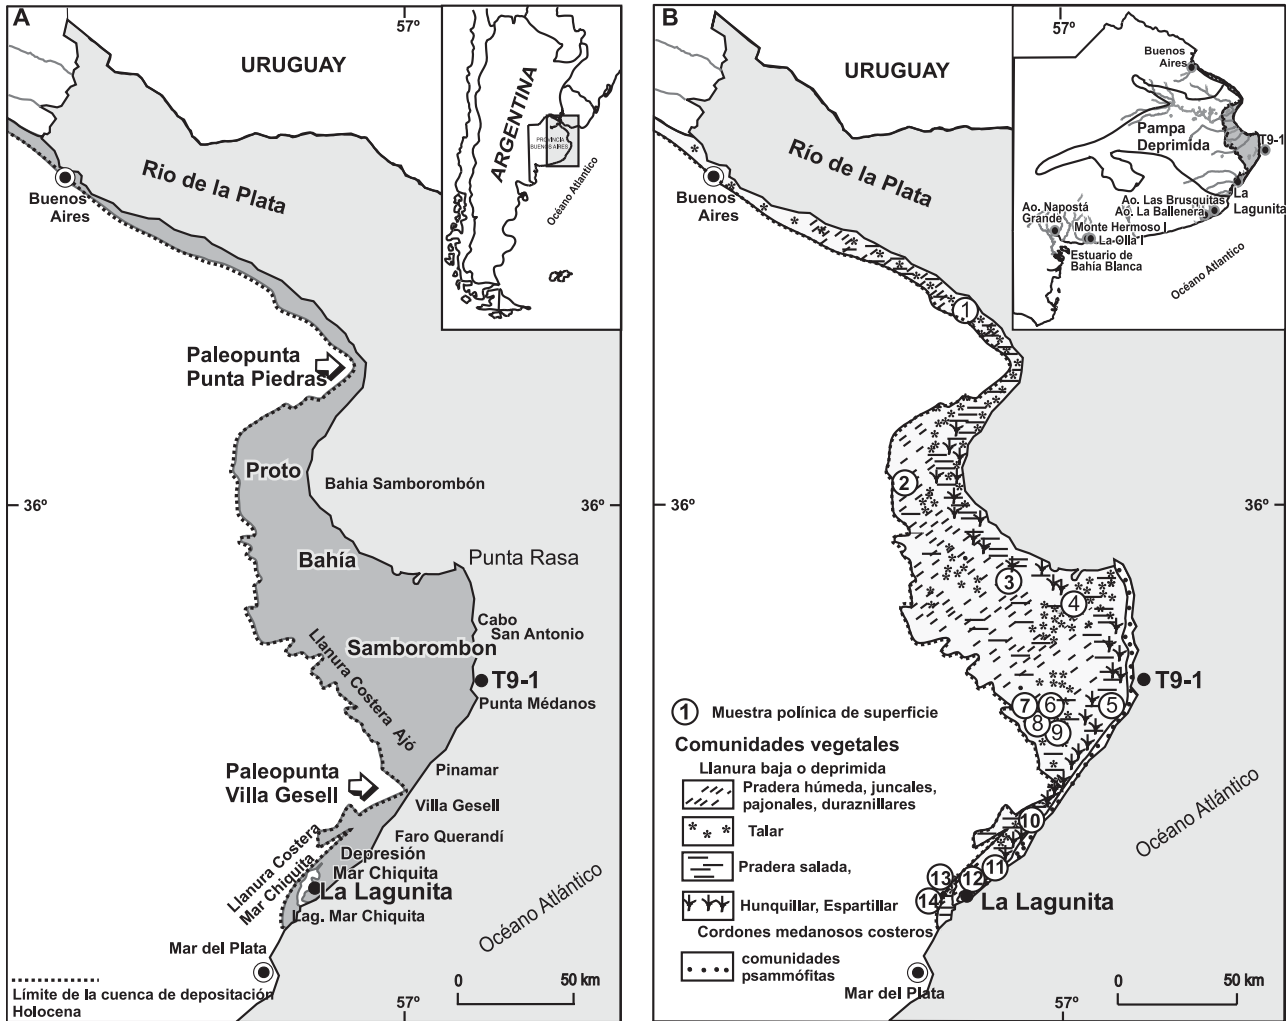 A
57º
URUGUAY
Rio de la Plata
Buenos
Aires
ARGENTINA
PROVINCIA
BUENOS AIRES
Océano Atlantico
Paleopunta
Punta Piedras
Proto
Bahia Samborombón
36º
Bahía
Punta Rasa
Cabo
San Antonio
Samborombon
Llanura Costera Ajó
T9-1
Punta Médanos
Paleopunta
Villa Gesell
Pinamar
Villa Gesell
Faro Querandí
Llanura Costera
Mar Chiquita
Depresión
Mar Chiquita
La Lagunita
Lag. Mar Chiquita
Océano Atlántico
Mar del Plata
Límite de la cuenca de depositación
Holocena
0 50 km
57º
B
57º
URUGUAY
Río de la Plata
Buenos
Aires
Buenos
Aires
Pampa
Deprimida
T9-1
La
Lagunita
Ao. Las Brusquitas
Ao. La Ballenera
Ao. Napostá
Grande
Monte Hermoso I
La Olla I
Estuario de
Bahía Blanca
Océano Atlantico
1
2
36º
3
4
T9-1
5
7
6
8
9
10
11
12
13
14
La Lagunita
Océano Atlántico
1 Muestra polínica de superficie
Comunidades vegetales
Llanura baja o deprimida
Pradera húmeda, juncales,
pajonales, duraznillares
Talar
Pradera salada,
Hunquillar, Espartillar
Cordones medanosos costeros
comunidades
psammófitas
Mar del Plata
0 50 km
57º